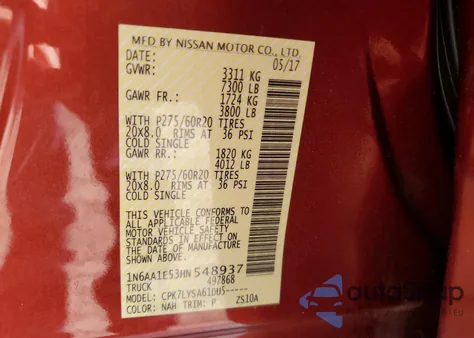 MFD BY NISSAN MOTOR CO., LTD.
DATE: 05/17
GVWR: 3311 KG
7300 LB
GAWR FR.: 1724 KG
3800 LB
WITH P275/60R20 TIRES
20X8.0 RIMS AT 36 PSI
COLD SINGLE
GAWR RR.: 1820 KG
4012 LB
WITH P275/60R20 TIRES
20X8.0 RIMS AT 36 PSI
COLD SINGLE
THIS VEHICLE CONFORMS TO
ALL APPLICABLE FEDERAL
MOTOR VEHICLE SAFETY
STANDARDS IN EFFECT ON
THE DATE OF MANUFACTURE
1N6AA1E53HN548937
TRUCK 497868
MODEL: CPK7LYSA61DU5-----
COLOR: NAH TRIM: P ZS10A